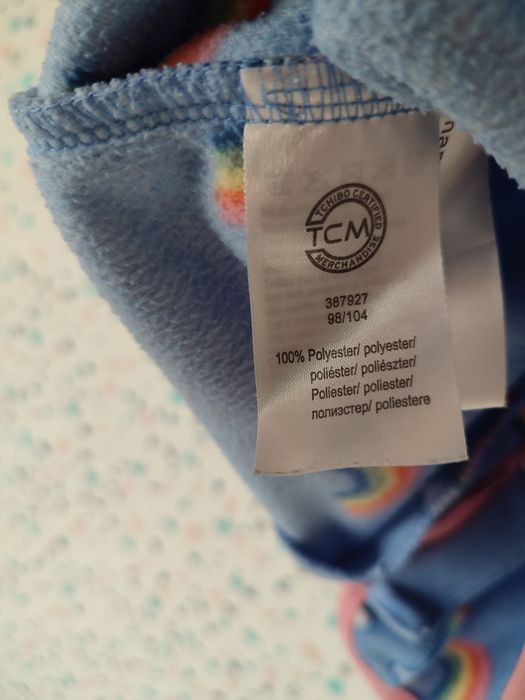 TCHIBO CERTIFIED
TCM
MERCHANDISE
387927
98/104
100% Polyester/ polyester/
poliéster/ poliészter/
Poliester/ poliester/
полиэстер/ poliestere